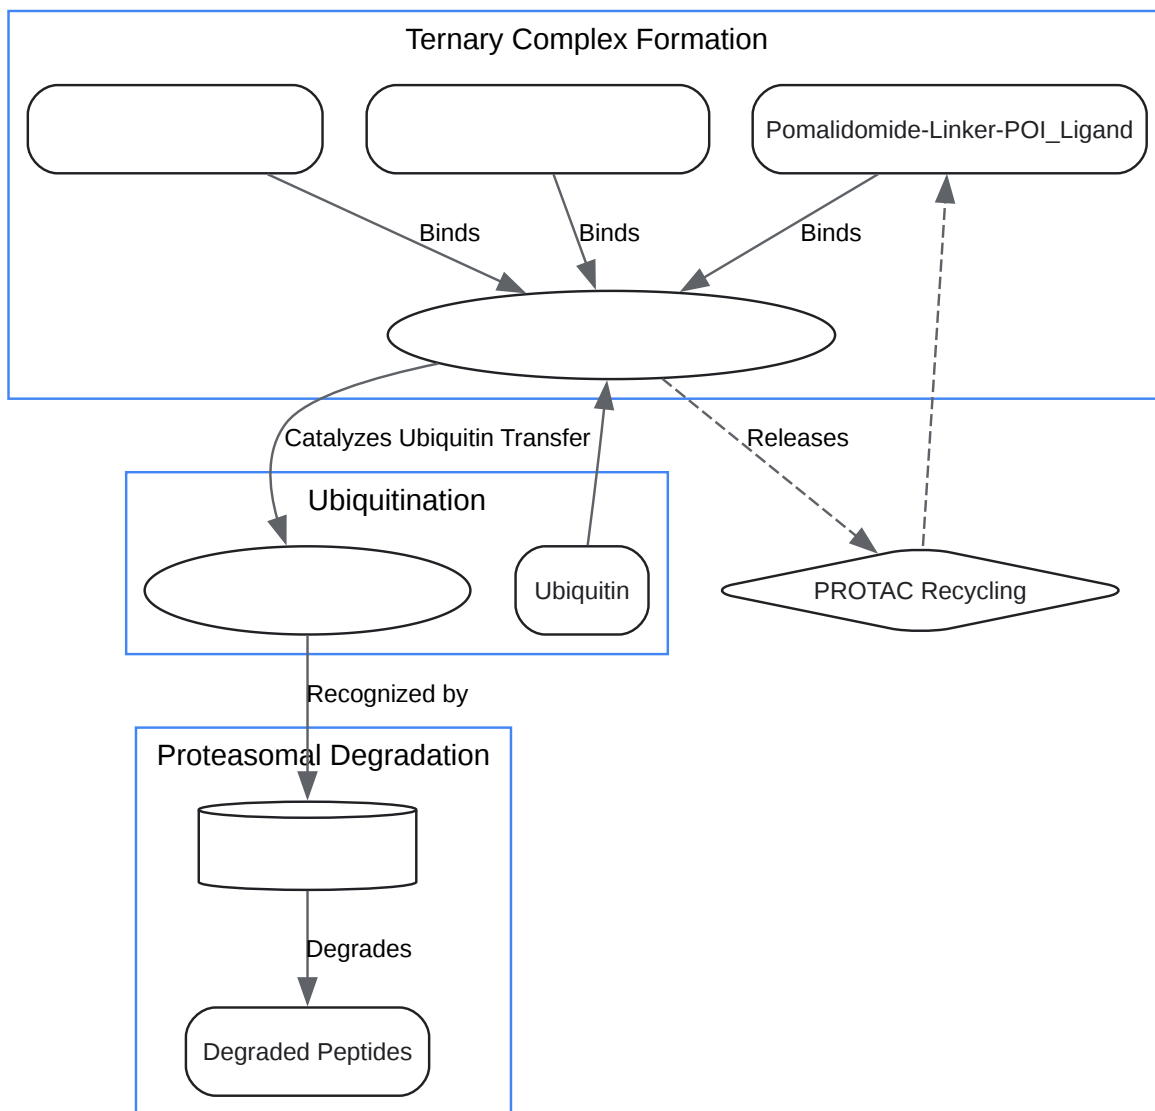 Ternary Complex Formation
Pomalidomide-Linker-POI_Ligand
Binds
Binds
Binds
Catalyzes Ubiquitin Transfer
Releases
Ubiquitination
Ubiquitin
PROTAC Recycling
Recognized by
Proteasomal Degradation
Degrades
Degraded Peptides